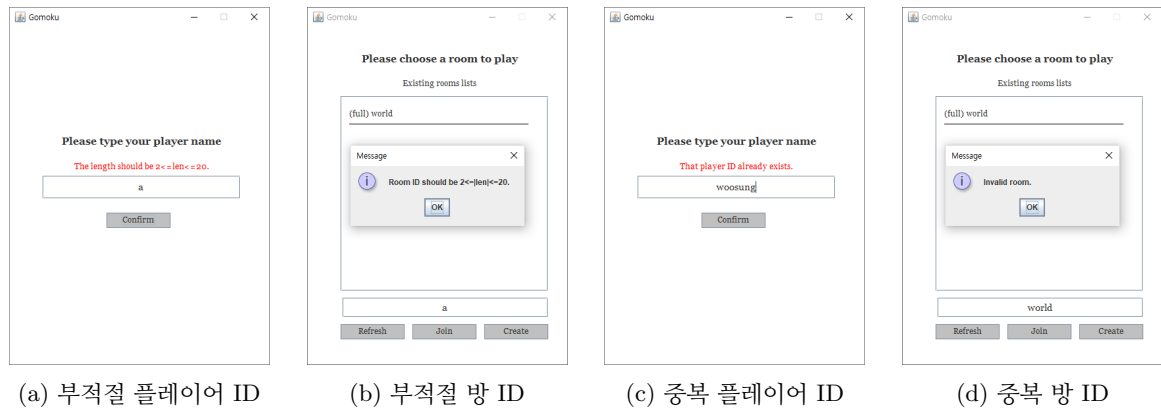 Gomoku
Please type your player name
The length should be 2<=len<=20.
a
Confirm
(a) 부적절 플레이어 ID
Gomoku
Please choose a room to play
Existing rooms lists
(full) world
Message
Room ID should be 2<=|len|<=20.
OK
a
Refresh Join Create
(b) 부적절 방 ID
Gomoku
Please type your player name
That player ID already exists.
woosung
Confirm
(c) 중복 플레이어 ID
Gomoku
Please choose a room to play
Existing rooms lists
(full) world
Message
Invalid room.
OK
world
Refresh Join Create
(d) 중복 방 ID